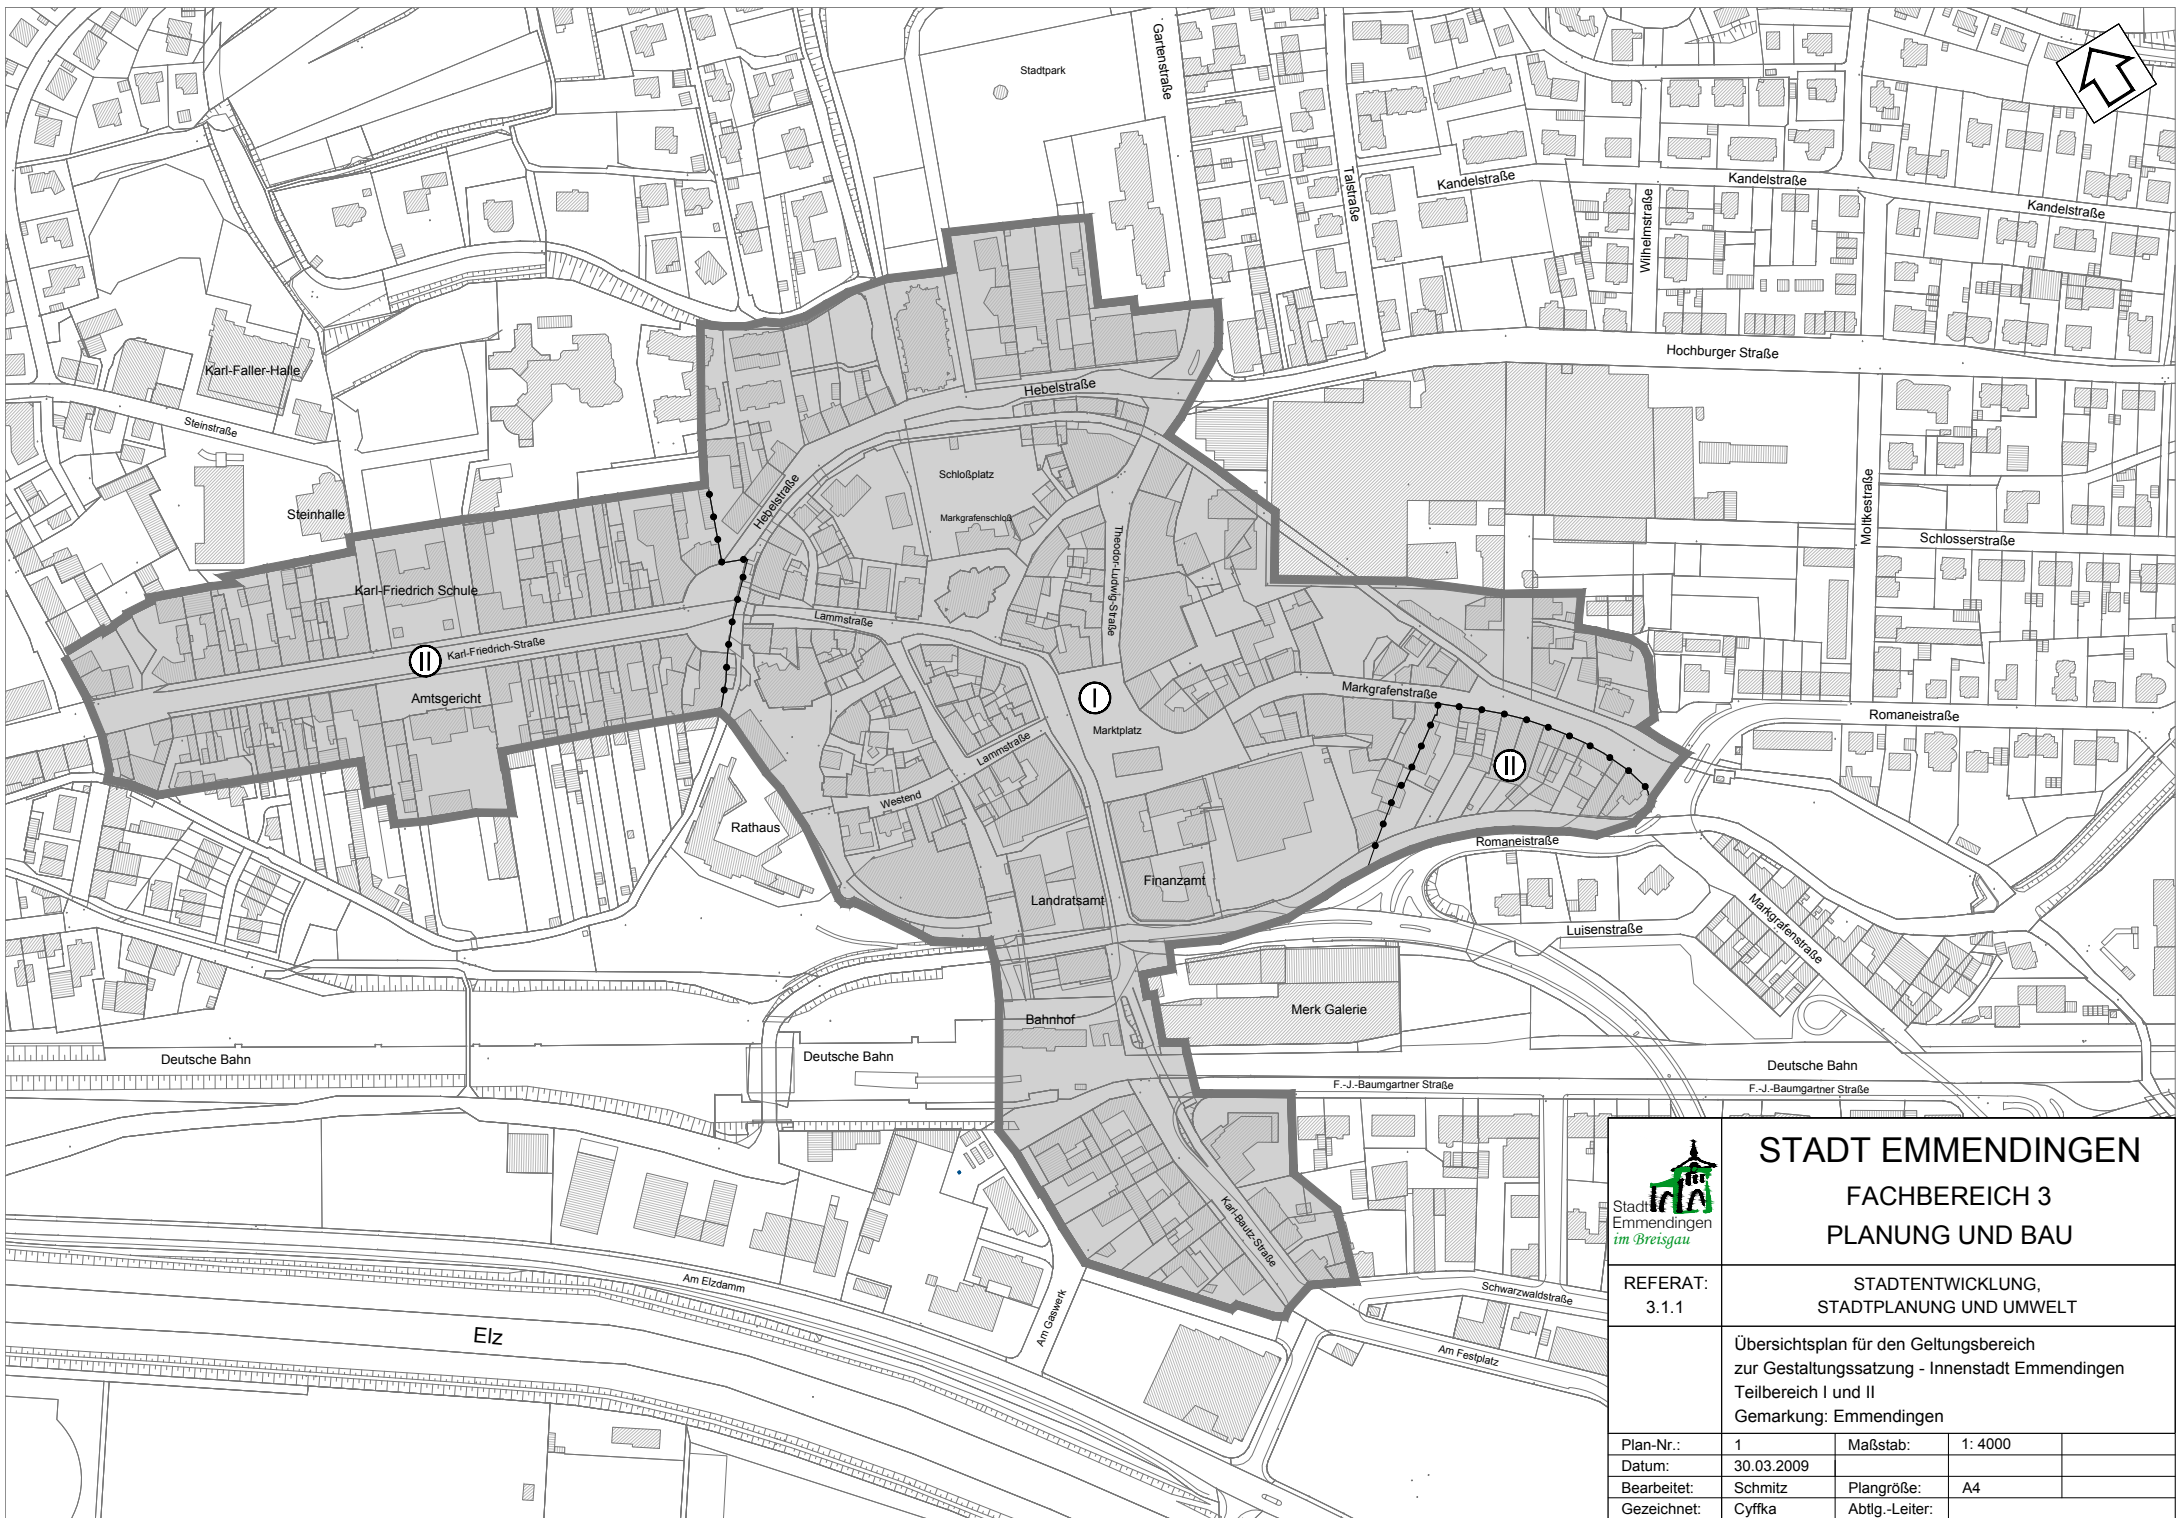 Stadtpark
Gartenstraße
Talstraße
Kandelstraße
Kandelstraße
Kandelstraße
Wilhelmstraße
Hochburger Straße
Karl-Faller-Halle
Steinstraße
Steinhalle
Hebelstraße
Hebelstraße
Schloßplatz
Markgrafenschloß
Theodor-Ludwig-Straße
Moltkestraße
Schlosserstraße
Karl-Friedrich Schule
Karl-Friedrich-Straße
II
Amtsgericht
Lammstraße
I
Marktplatz
Markgrafenstraße
II
Romaneistraße
Lammstraße
Westend
Rathaus
Romaneistraße
Finanzamt
Landratsamt
Luisenstraße
Markgrafenstraße
Merk Galerie
Bahnhof
Deutsche Bahn
Deutsche Bahn
Deutsche Bahn
F.-J.-Baumgartner Straße
F.-J.-Baumgartner Straße
Karl-Bautz-Straße
Am Elzdamm
Am Gaswerk
Schwarzwaldstraße
Am Festplatz
Elz
Stadt
Emmendingen
im Breisgau
STADT EMMENDINGEN
FACHBEREICH 3
PLANUNG UND BAU
REFERAT:
3.1.1
STADTENTWICKLUNG,
STADTPLANUNG UND UMWELT
Übersichtsplan für den Geltungsbereich
zur Gestaltungssatzung - Innenstadt Emmendingen
Teilbereich I und II
Gemarkung: Emmendingen
Plan-Nr.: 1 Maßstab: 1: 4000
Datum: 30.03.2009
Bearbeitet: Schmitz Plangröße: A4
Gezeichnet: Cyffka Abtlg.-Leiter: